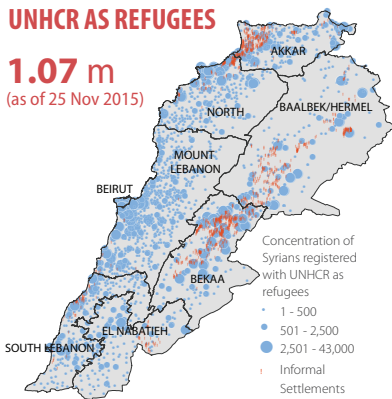 UNHCR AS REFUGEES
1.07 m
(as of 25 Nov 2015)
AKKAR
NORTH
BAALBEK/HERMEL
MOUNT
LEBANON
BEIRUT
BEKAA
EL NABATIEH
SOUTH LEBANON
Concentration of
Syrians registered
with UNHCR as
refugees
1 - 500
501 - 2,500
2,501 - 43,000
Informal
Settlements